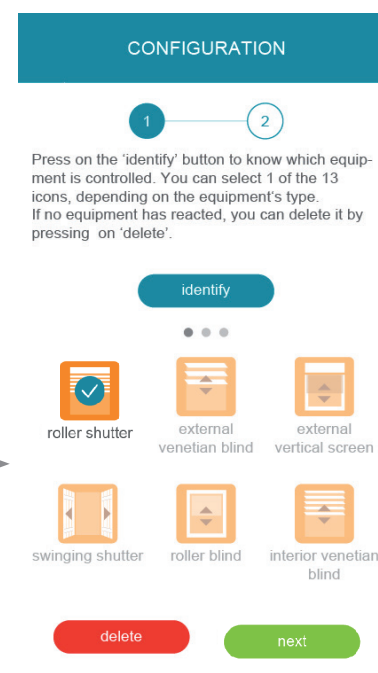 CONFIGURATION
1 2
Press on the ‘identify’ button to know which equip-
ment is controlled. You can select 1 of the 13
icons, depending on the equipment‘s type.
If no equipment has reacted, you can delete it by
pressing on ‘delete’.
identify
roller shutter
external
venetian blind
external
vertical screen
swinging shutter
roller blind
interior venetian
blind
delete
next